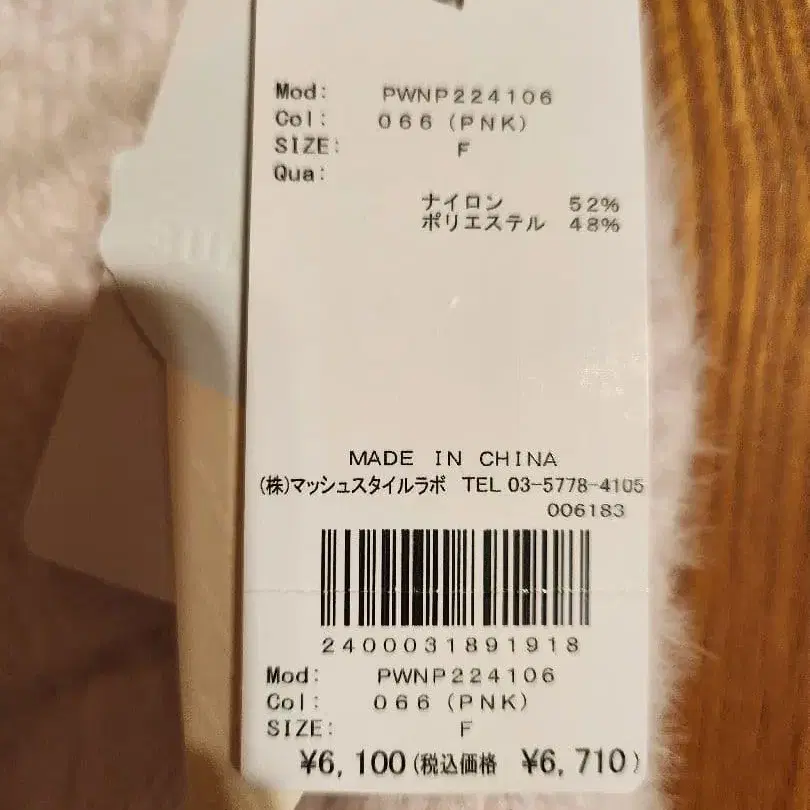 Mod: PWNP224106
Col: 066 (PNK)
SIZE: F
Qua:
ナイロン 52%
ポリエステル 48%
MADE IN CHINA
(株)マッシュスタイルラボ TEL 03-5778-4105
006183
2400031891918
Mod: PWNP224106
Col: 066 (PNK)
SIZE: F
¥6,100(税込価格 ¥6,710)